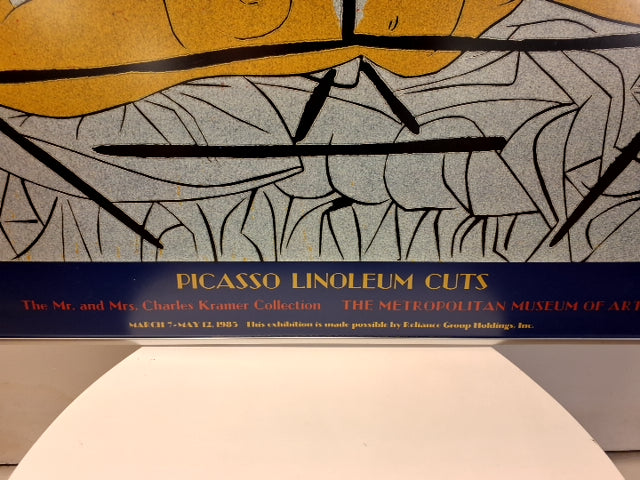 PICASSO LINOLEUM CUTS
The Mr. and Mrs. Charles Kramer Collection THE METROPOLITAN MUSEUM OF ART
MARCH 7-MAY 12, 1985 This exhibition is made possible by Reliance Group Holdings, Inc.